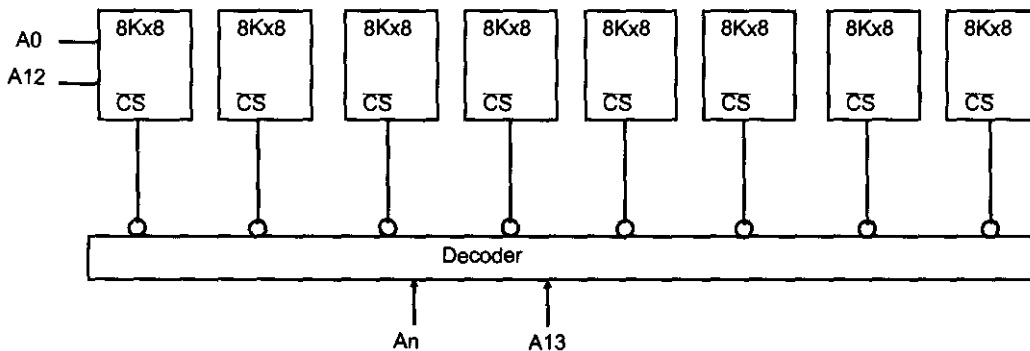 8Kx8 8Kx8 8Kx8 8Kx8 8Kx8 8Kx8 8Kx8 8Kx8
A0
A12
CS CS CS CS CS CS CS CS
Decoder
An A13